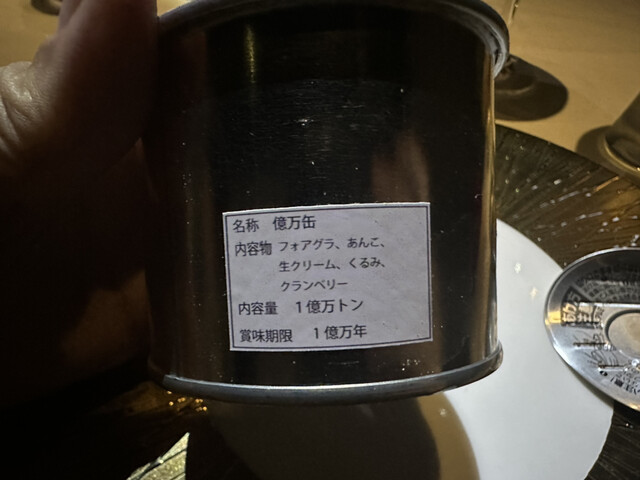 名称　億万缶
内容物 フォアグラ、あんこ、
生クリーム、くるみ、
クランベリー
内容量　１億万トン
賞味期限　１億万年